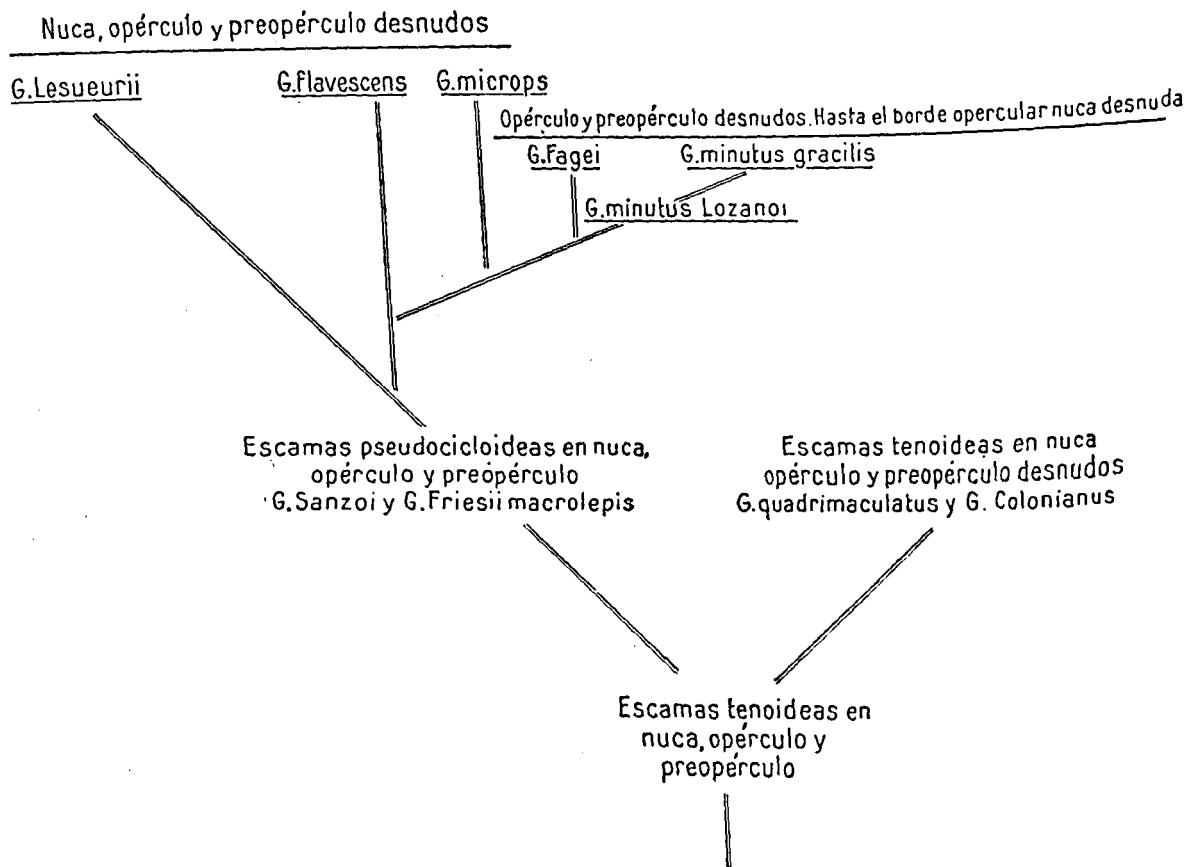 Nuca, opérculo y preopérculo desnudos
G.Lesueurii
G.flavescens
G.microps
Opérculo y preopérculo desnudos. Hasta el borde opercular nuca desnuda
G.Fagei
G.minutus gracilis
G.minutus Lozanoi
Escamas pseudocicloideas en nuca,
opérculo y preopérculo
G.Sanzoi y G.Friesii macrolepis
Escamas tenoideas en nuca
opérculo y preopérculo desnudos
G.quadrimaculatus y G. Colonianus
Escamas tenoideas en
nuca, opérculo y
preopérculo